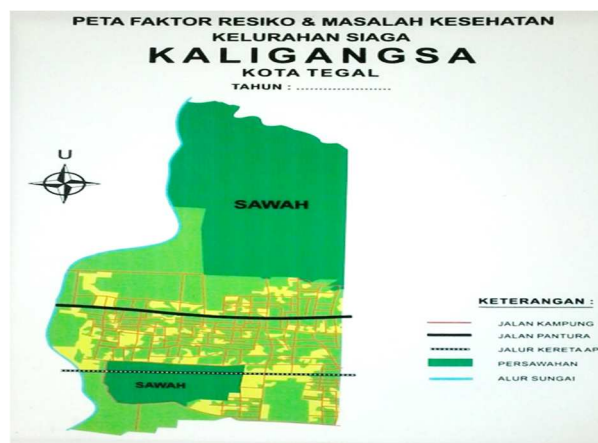 PETA FAKTOR RESIKO & MASALAH KESEHATAN
KELURAHAN SIAGA
KALIGANGSA
KOTA TEGAL
TAHUN : .....................
U
SAWAH
SAWAH
KETERANGAN :
JALAN KAMPUNG
JALAN PANTURA
JALUR KERETA AP
PERSAWAHAN
ALUR SUNGAI